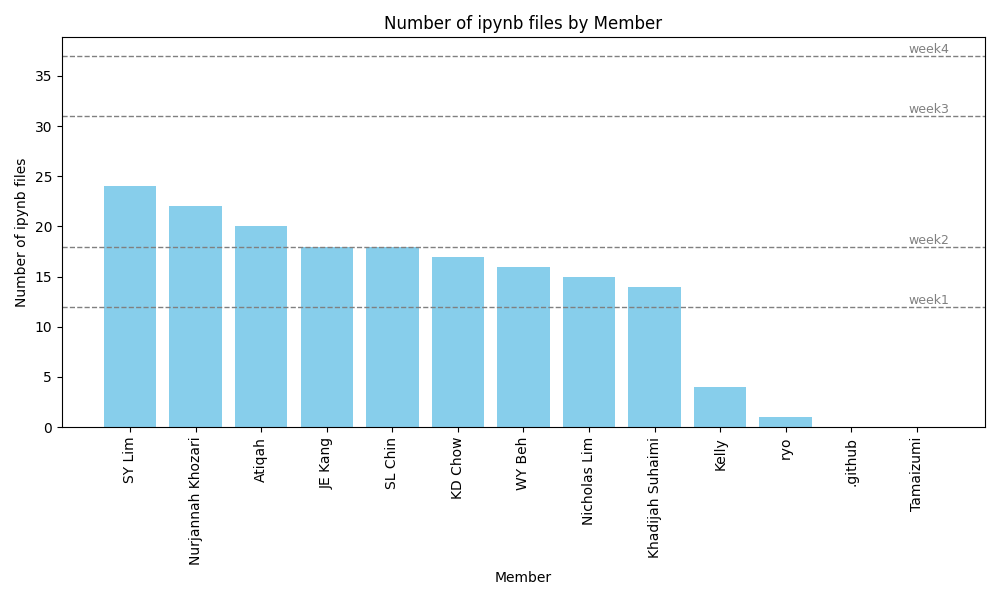 Number of ipynb files by Member
Number of ipynb files
35
30
25
20
15
10
5
0
week4
week3
week2
week1
SY Lim
Nurjannah Khozari
Atiqah
JE Kang
SL Chin
KD Chow
WY Beh
Nicholas Lim
Khadijah Suhaimi
Kelly
ryo
.github
Tamaizumi
Member